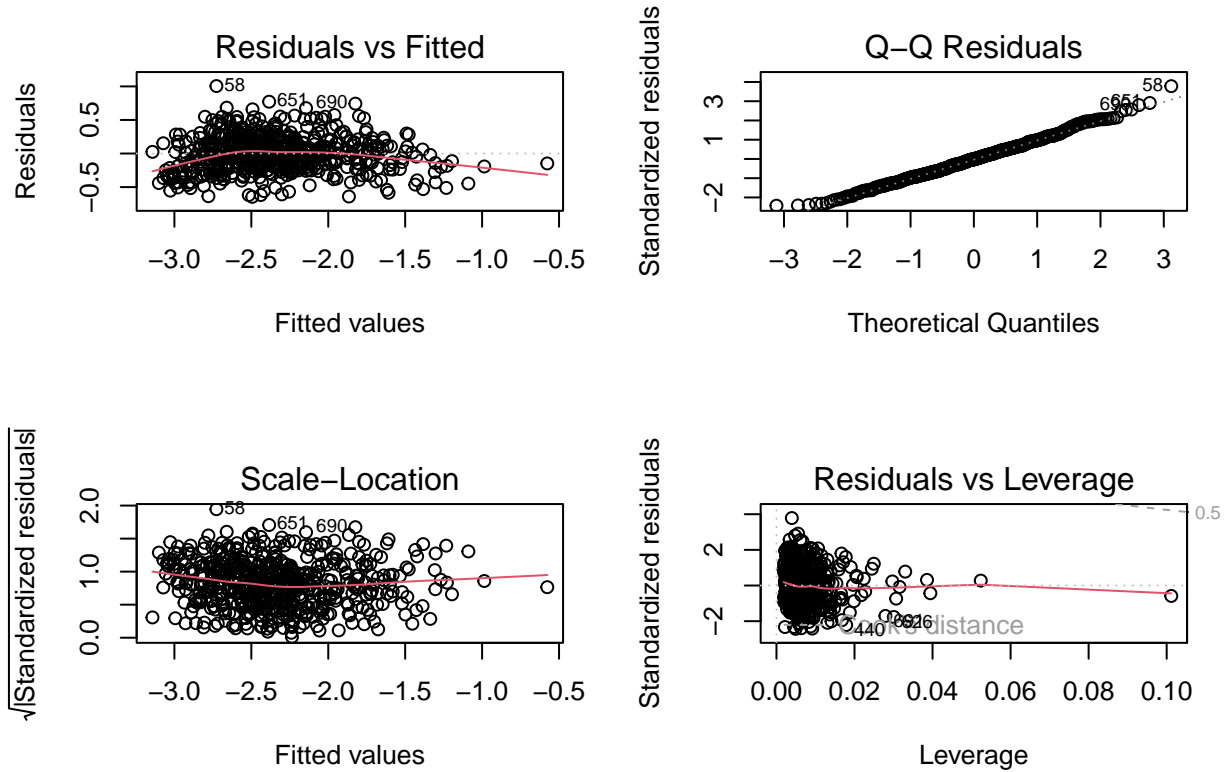 Residuals vs Fitted
Residuals
0.5
−0.5
58
651
690
−3.0 −2.5 −2.0 −1.5 −1.0 −0.5
Fitted values
Q−Q Residuals
Standardized residuals
3
1
−2
58
651
690
−3 −2 −1 0 1 2 3
Theoretical Quantiles
Scale−Location
√|Standardized residuals|
2.0
1.0
0.0
58
651
690
−3.0 −2.5 −2.0 −1.5 −1.0 −0.5
Fitted values
Residuals vs Leverage
Standardized residuals
2
0
−2
0.5
Cook's distance
440
0.00 0.02 0.04 0.06 0.08 0.10
Leverage